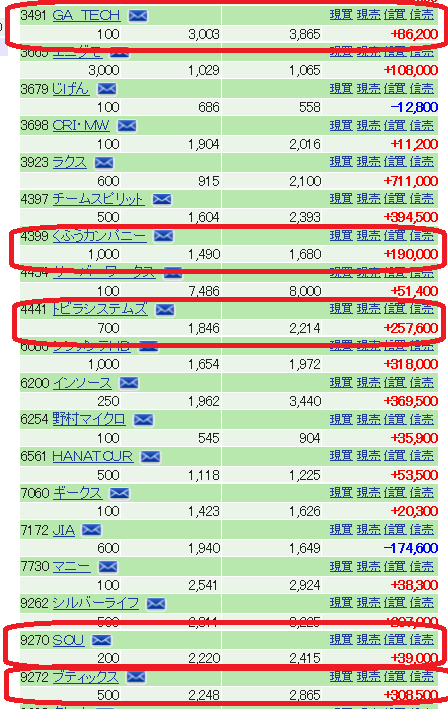 3491 GA TECH 現買 現売 信買 信売
100 3,003 3,865 +86,200
3,000 1,029 1,065 +108,000
3679 じげん 現買 現売 信買 信売
100 686 558 -12,800
3698 CRI・MW 現買 現売 信買 信売
100 1,904 2,016 +11,200
3923 ラクス 現買 現売 信買 信売
600 915 2,100 +711,000
4397 チームスピリット 現買 現売 信買 信売
500 1,604 2,393 +394,500
4399 くふうカンパニー 現買 現売 信買 信売
1,000 1,490 1,680 +190,000
4434 サーバーワークス 現買 現売 信買 信売
100 7,486 8,000 +51,400
4441 トビラシステムズ 現買 現売 信買 信売
700 1,846 2,214 +257,600
現買 現売 信買 信売
1,000 1,654 1,972 +318,000
6200 インソース 現買 現売 信買 信売
250 1,962 3,440 +369,500
6254 野村マイクロ 現買 現売 信買 信売
100 545 904 +35,900
6561 HANATOUR 現買 現売 信買 信売
500 1,118 1,225 +53,500
7060 ギークス 現買 現売 信買 信売
100 1,423 1,626 +20,300
7172 JIA 現買 現売 信買 信売
600 1,940 1,649 -174,600
7730 マニー 現買 現売 信買 信売
100 2,541 2,924 +38,300
9262 シルバーライフ 現買 現売 信買 信売
9270 SOU 現買 現売 信買 信売
200 2,220 2,415 +39,000
9272 ブティックス 現買 現売 信買 信売
500 2,248 2,865 +308,500